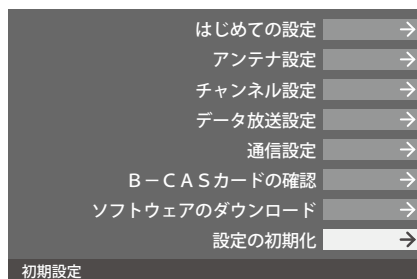 はじめての設定
アンテナ設定
チャンネル設定
データ放送設定
通信設定
Ｂ－ＣＡＳカードの確認
ソフトウェアのダウンロード
設定の初期化
初期設定